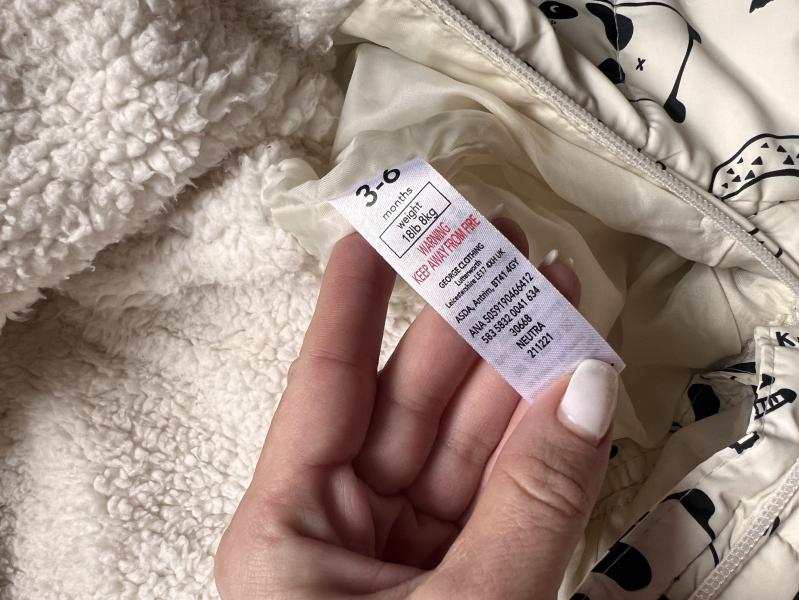 3-6
months
weight
18lb 8kg
WARNING
KEEP AWAY FROM FIRE
GEORGE CLOTHING
Lutterworth
Leicestershire LE17 4XH UK
ASDA, Antrim, BT41 4GY
ANA 5059190466412
583 5832 0041 634
30668
NEUTRA
211221
x